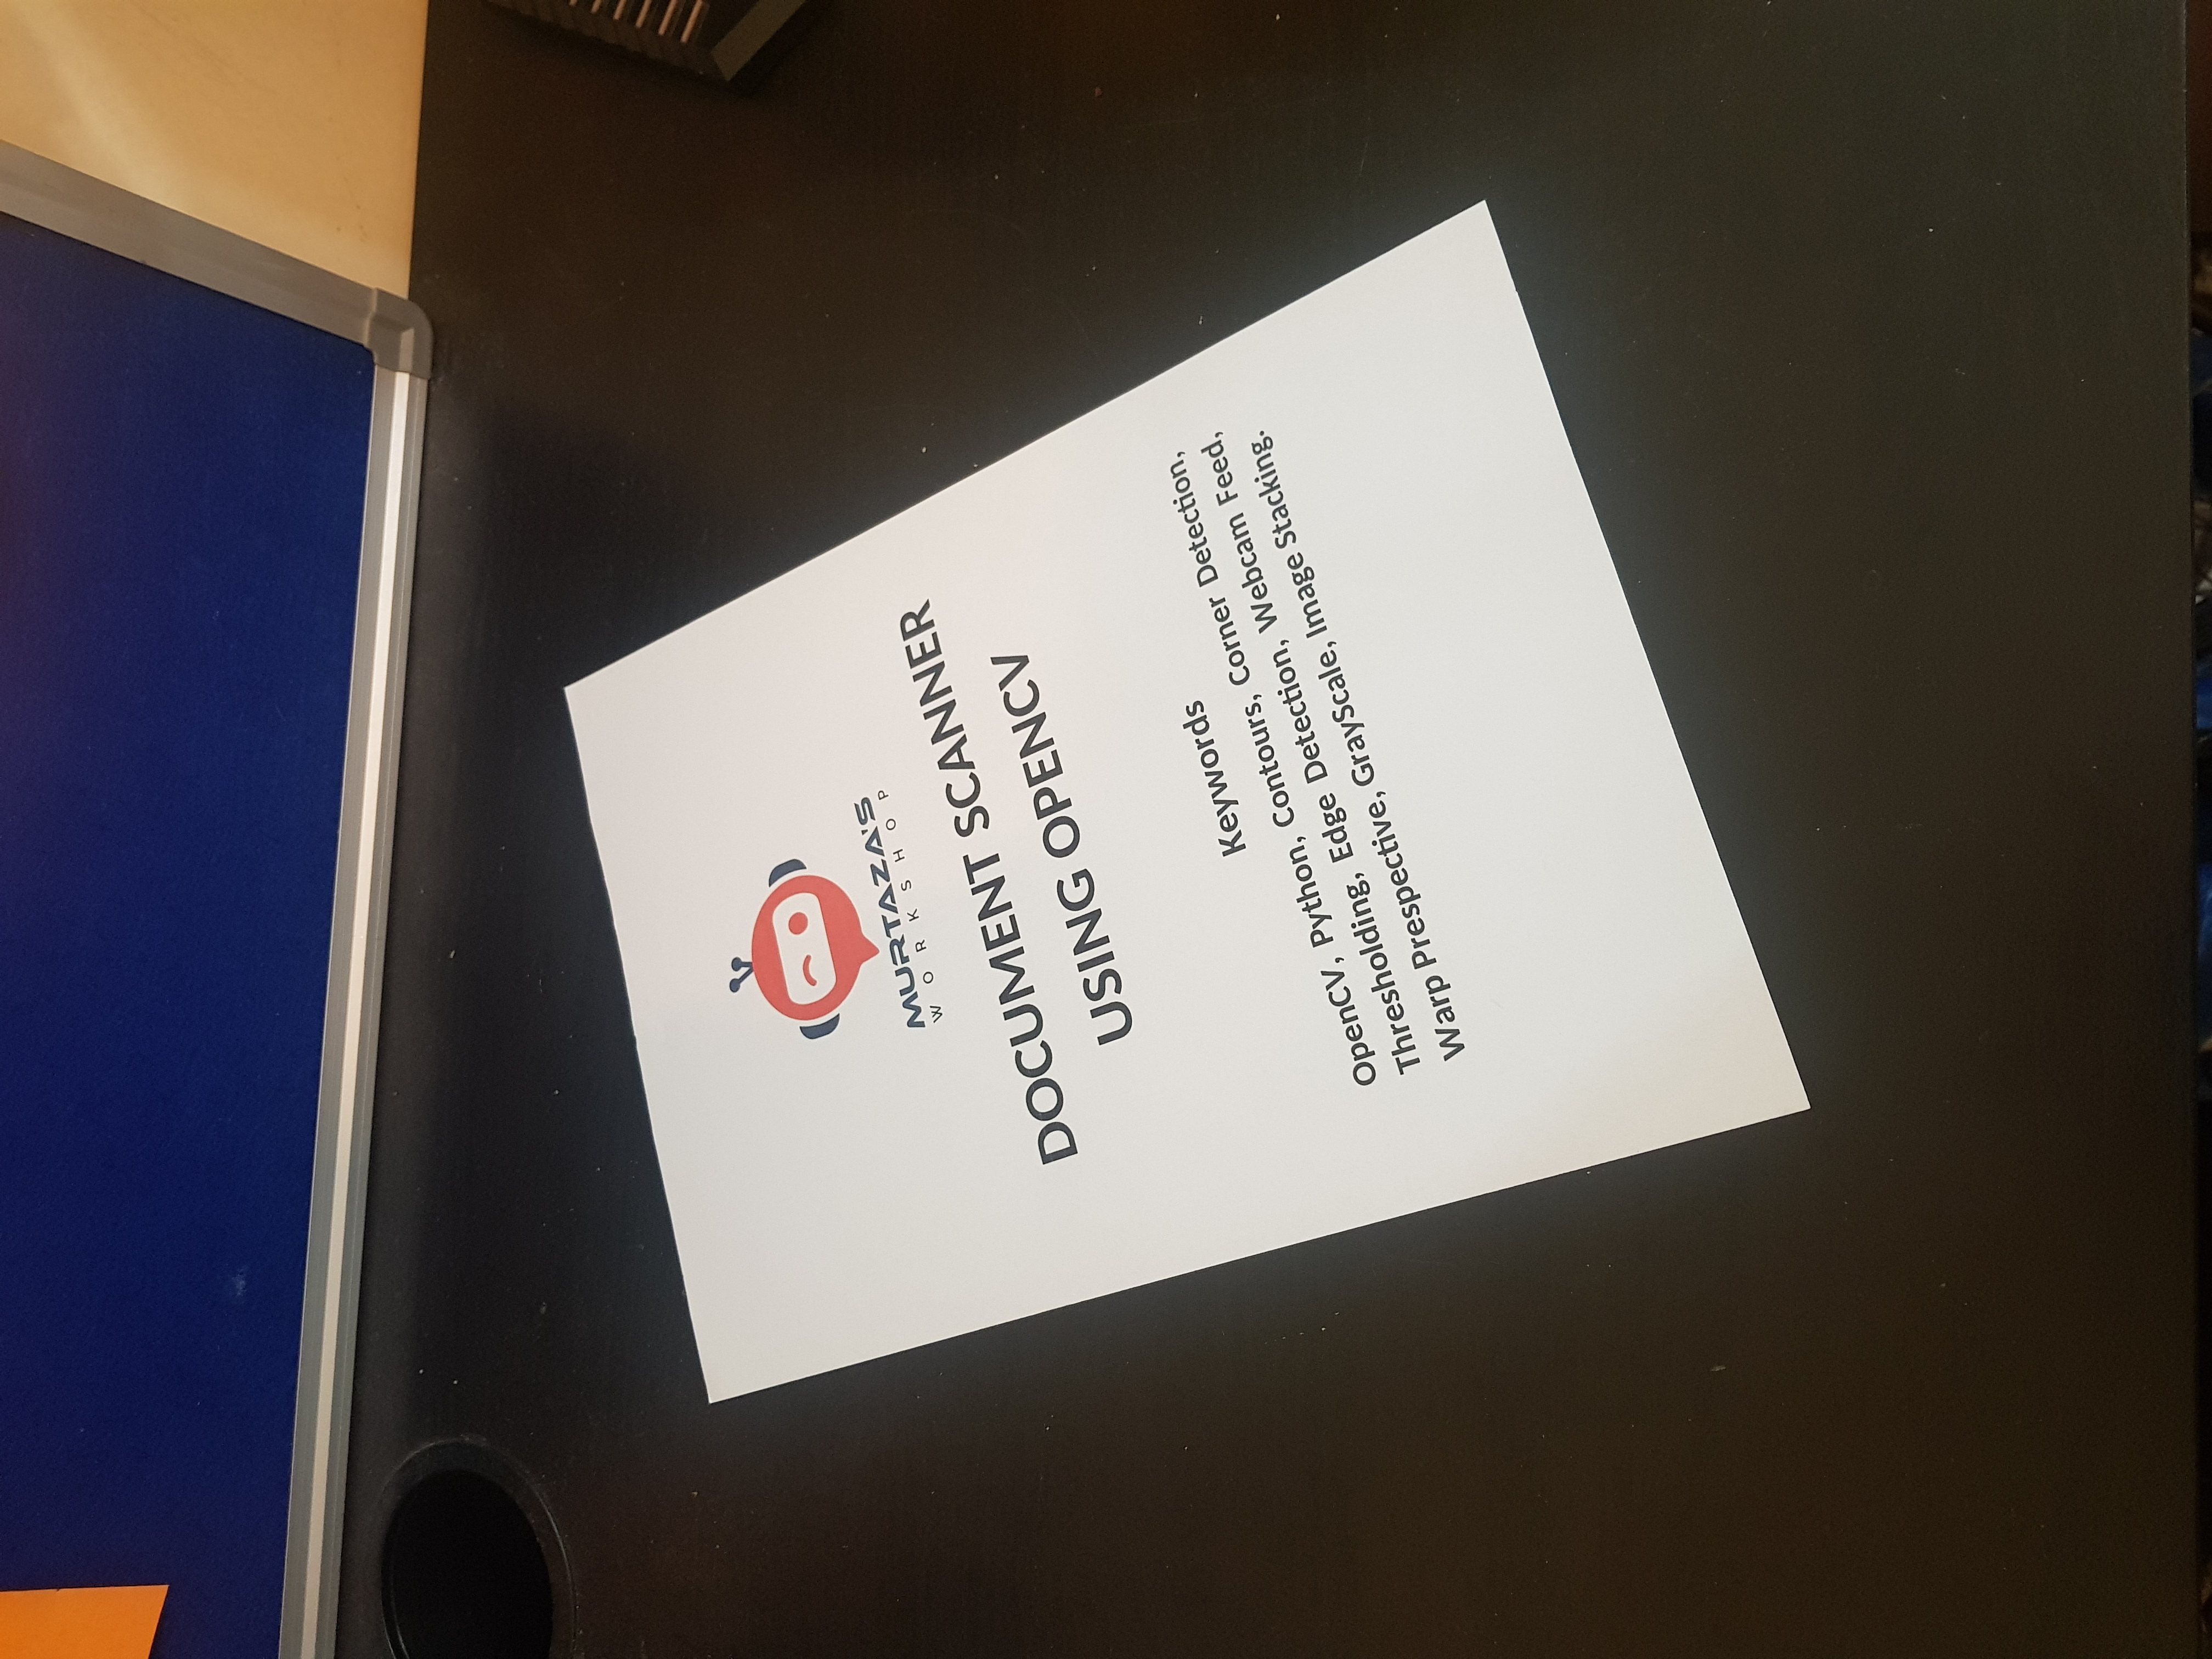 MURTAZA'S
WORKSHOP
DOCUMENT SCANNER
USING OPENCV
Keywords
OpenCV, Python, Contours, Corner Detection,
Thresholding, Edge Detection, Webcam Feed,
Warp Prespective, GrayScale, Image Stacking.